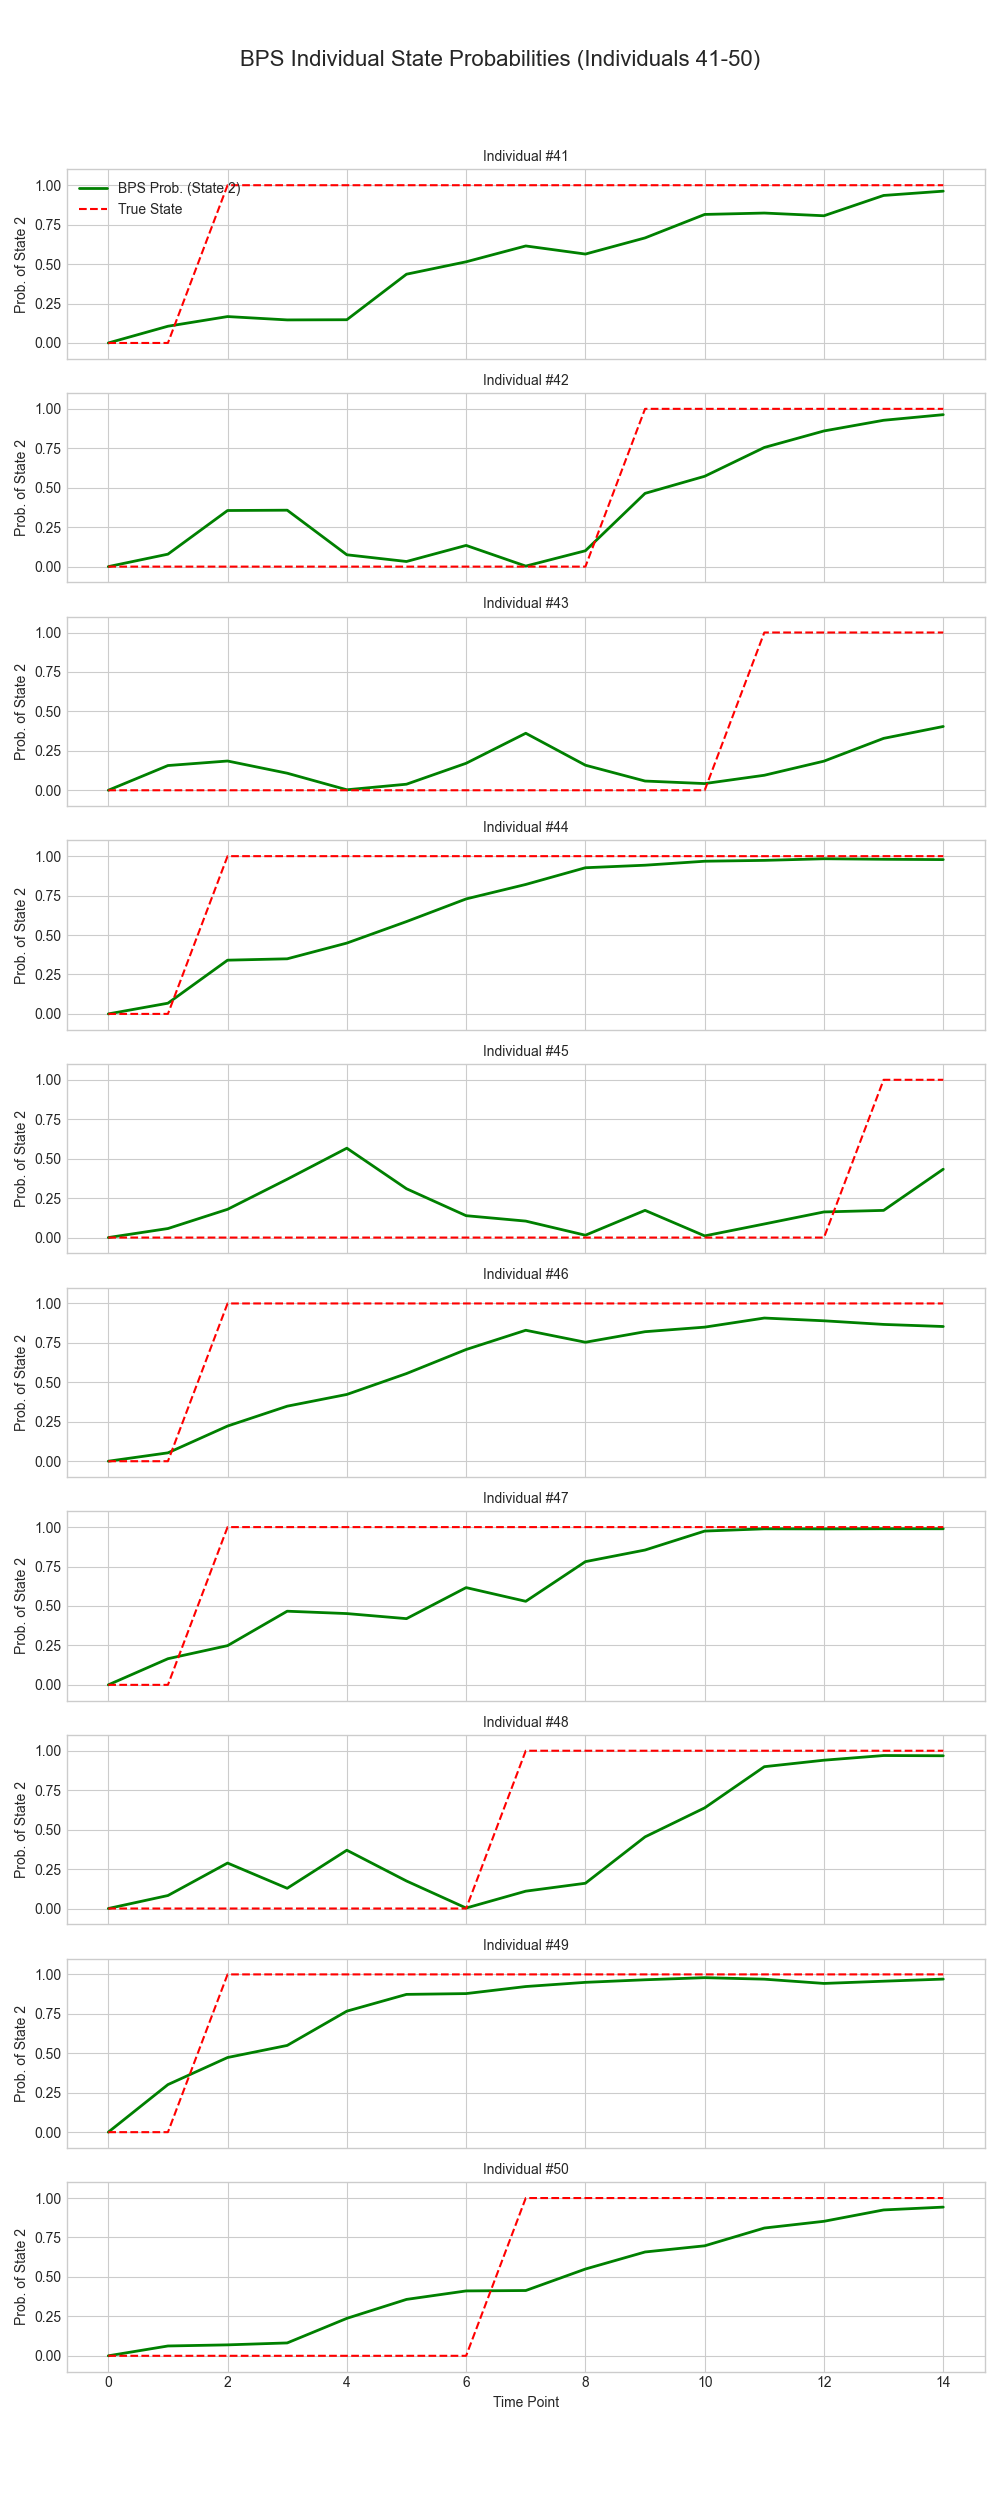 BPS Individual State Probabilities (Individuals 41-50)
Individual #41
BPS Prob. (State 2)
True State
1.00
0.75
0.50
0.25
0.00
Prob. of State 2
Individual #42
1.00
0.75
0.50
0.25
0.00
Prob. of State 2
Individual #43
1.00
0.75
0.50
0.25
0.00
Prob. of State 2
Individual #44
1.00
0.75
0.50
0.25
0.00
Prob. of State 2
Individual #45
1.00
0.75
0.50
0.25
0.00
Prob. of State 2
Individual #46
1.00
0.75
0.50
0.25
0.00
Prob. of State 2
Individual #47
1.00
0.75
0.50
0.25
0.00
Prob. of State 2
Individual #48
1.00
0.75
0.50
0.25
0.00
Prob. of State 2
Individual #49
1.00
0.75
0.50
0.25
0.00
Prob. of State 2
Individual #50
1.00
0.75
0.50
0.25
0.00
Prob. of State 2
0 2 4 6 8 10 12 14
Time Point